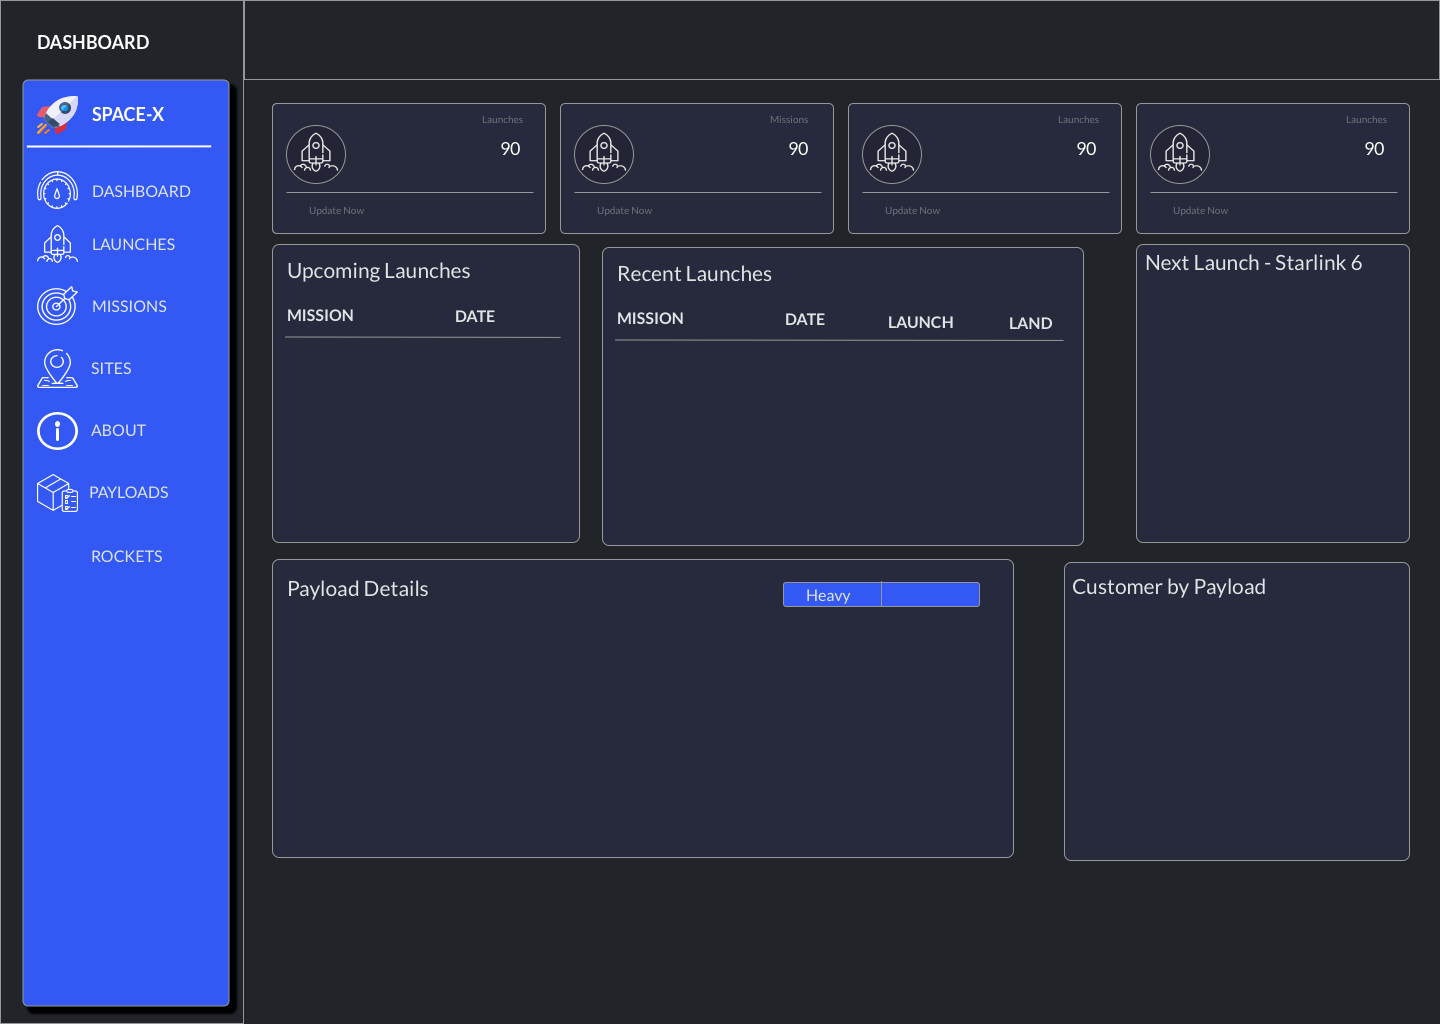 DASHBOARD
SPACE-X
DASHBOARD
LAUNCHES
MISSIONS
SITES
ABOUT
PAYLOADS
ROCKETS
Launches
90
Update Now
Missions
90
Update Now
Launches
90
Update Now
Launches
90
Update Now
Upcoming Launches
MISSION DATE
Recent Launches
MISSION DATE LAUNCH LAND
Next Launch - Starlink 6
Payload Details
Heavy
Customer by Payload